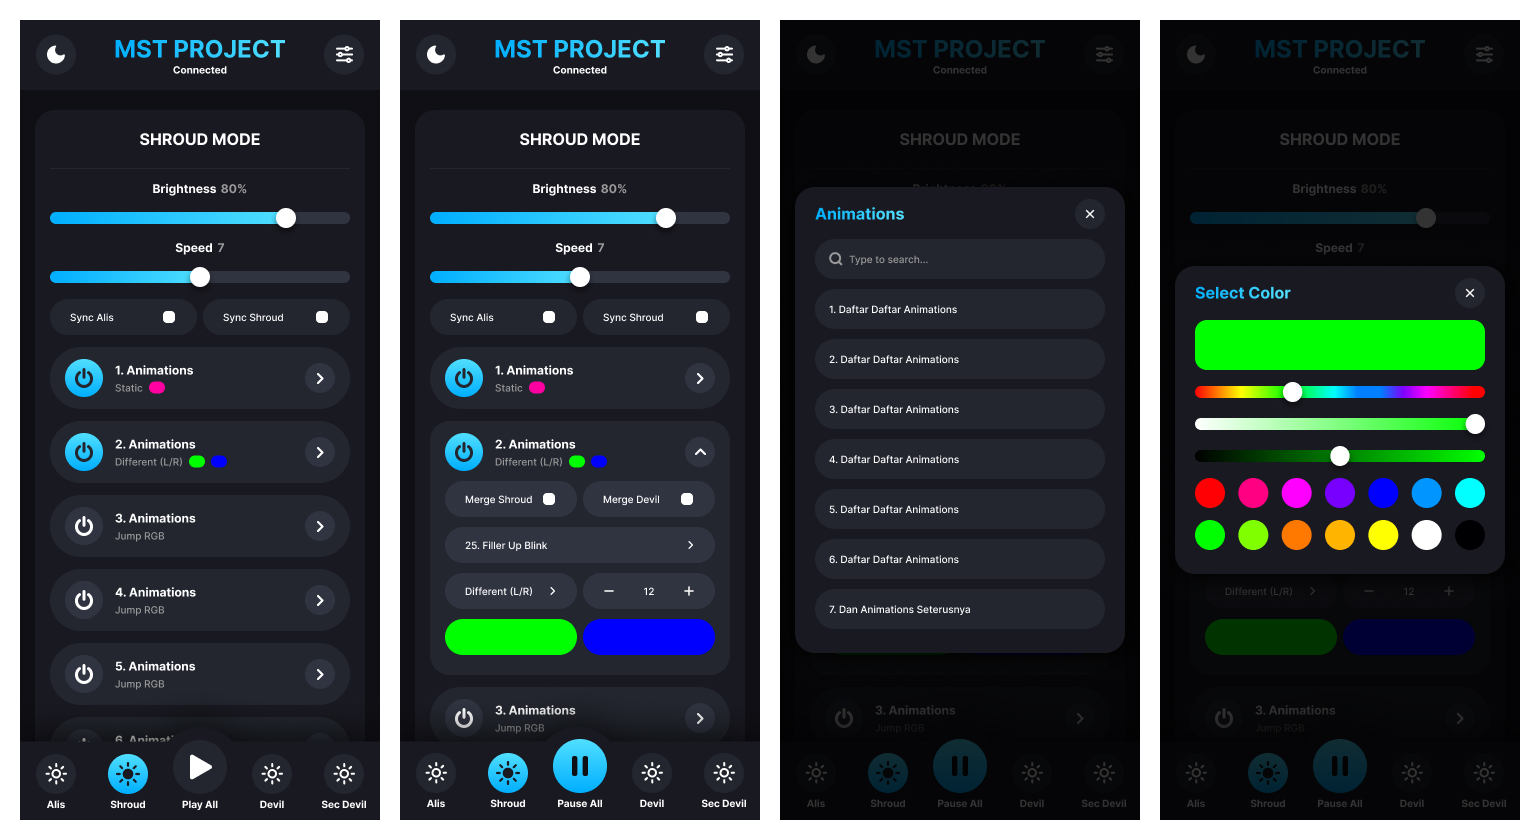 MST PROJECT
Connected
SHROUD MODE
Brightness 80%
Speed 7
Sync Alis
Sync Shroud
1. Animations
Static
2. Animations
Different (L/R)
3. Animations
Jump RGB
4. Animations
Jump RGB
5. Animations
Jump RGB
6. Animati
Alis
Shroud
Play All
Devil
Sec Devil
MST PROJECT
Connected
SHROUD MODE
Brightness 80%
Speed 7
Sync Alis
Sync Shroud
1. Animations
Static
2. Animations
Different (L/R)
Merge Shroud
Merge Devil
25. Filler Up Blink
Different (L/R)
12
3. Animations
Jump RGB
Alis
Shroud
Pause All
Devil
Sec Devil
MST PROJECT
Connected
SHROUD MODE
Animations
Type to search...
1. Daftar Daftar Animations
2. Daftar Daftar Animations
3. Daftar Daftar Animations
4. Daftar Daftar Animations
5. Daftar Daftar Animations
6. Daftar Daftar Animations
7. Dan Animations Seterusnya
3. Animations
Jump RGB
Alis
Shroud
Pause All
Devil
Sec Devil
MST PROJECT
Connected
SHROUD MODE
Brightness 80%
Speed 7
Select Color
Different (L/R)
12
3. Animations
Jump RGB
Alis
Shroud
Pause All
Devil
Sec Devil